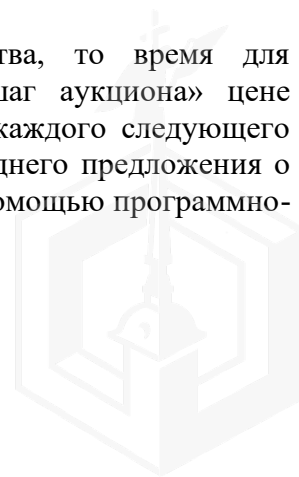 тва, то время для
шаг аукциона» цене
каждого следующего
днего предложения о
омощью программно-